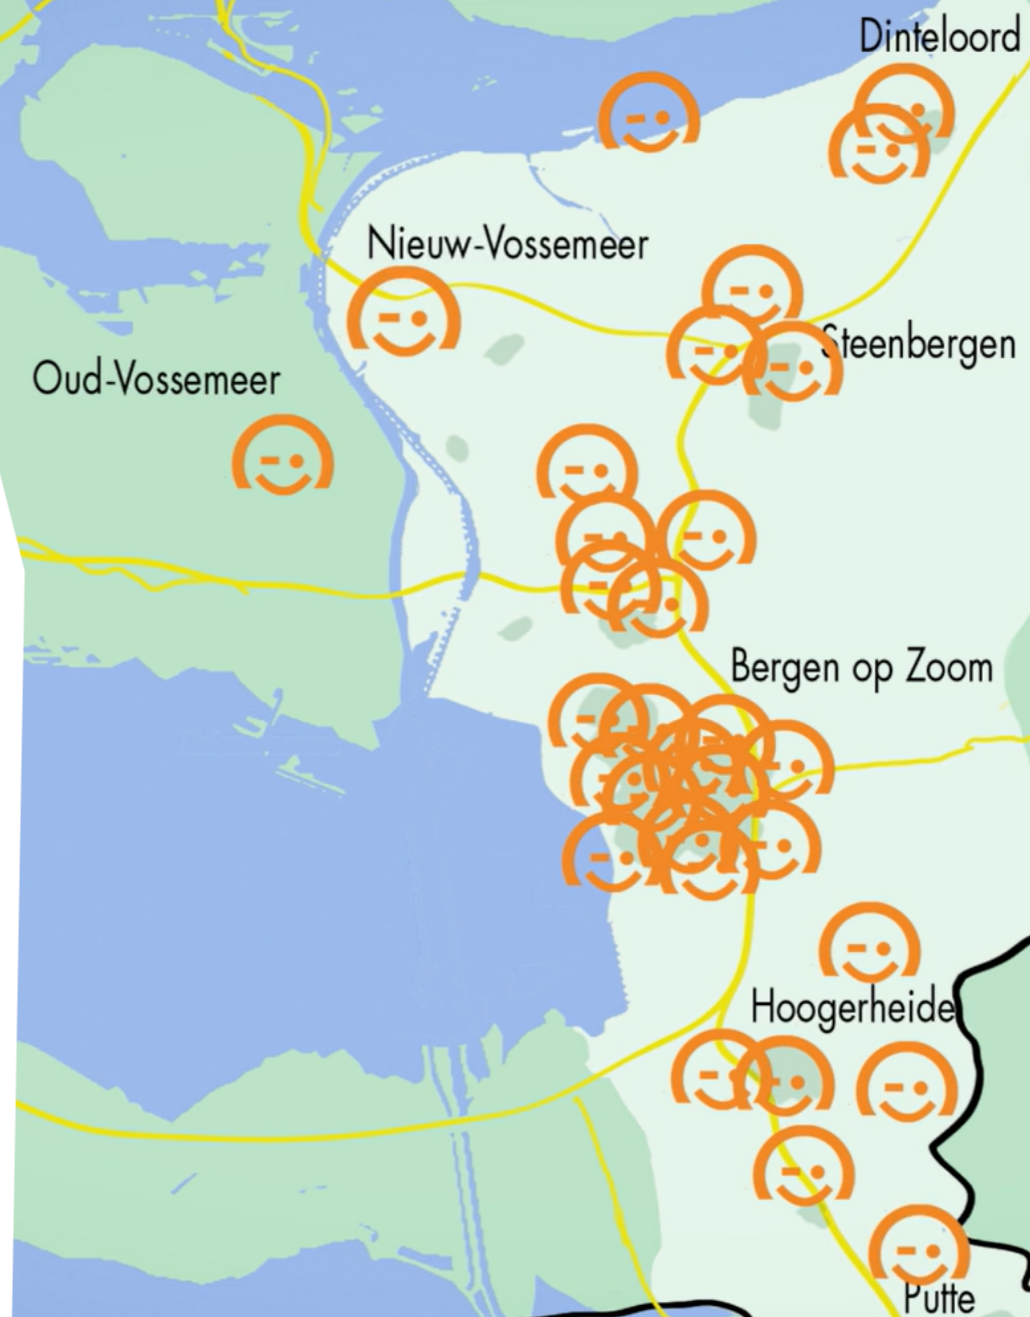 Dinteloord
Nieuw-Vossemeer
Steenbergen
Oud-Vossemeer
Bergen op Zoom
Hoogerheide
Putte